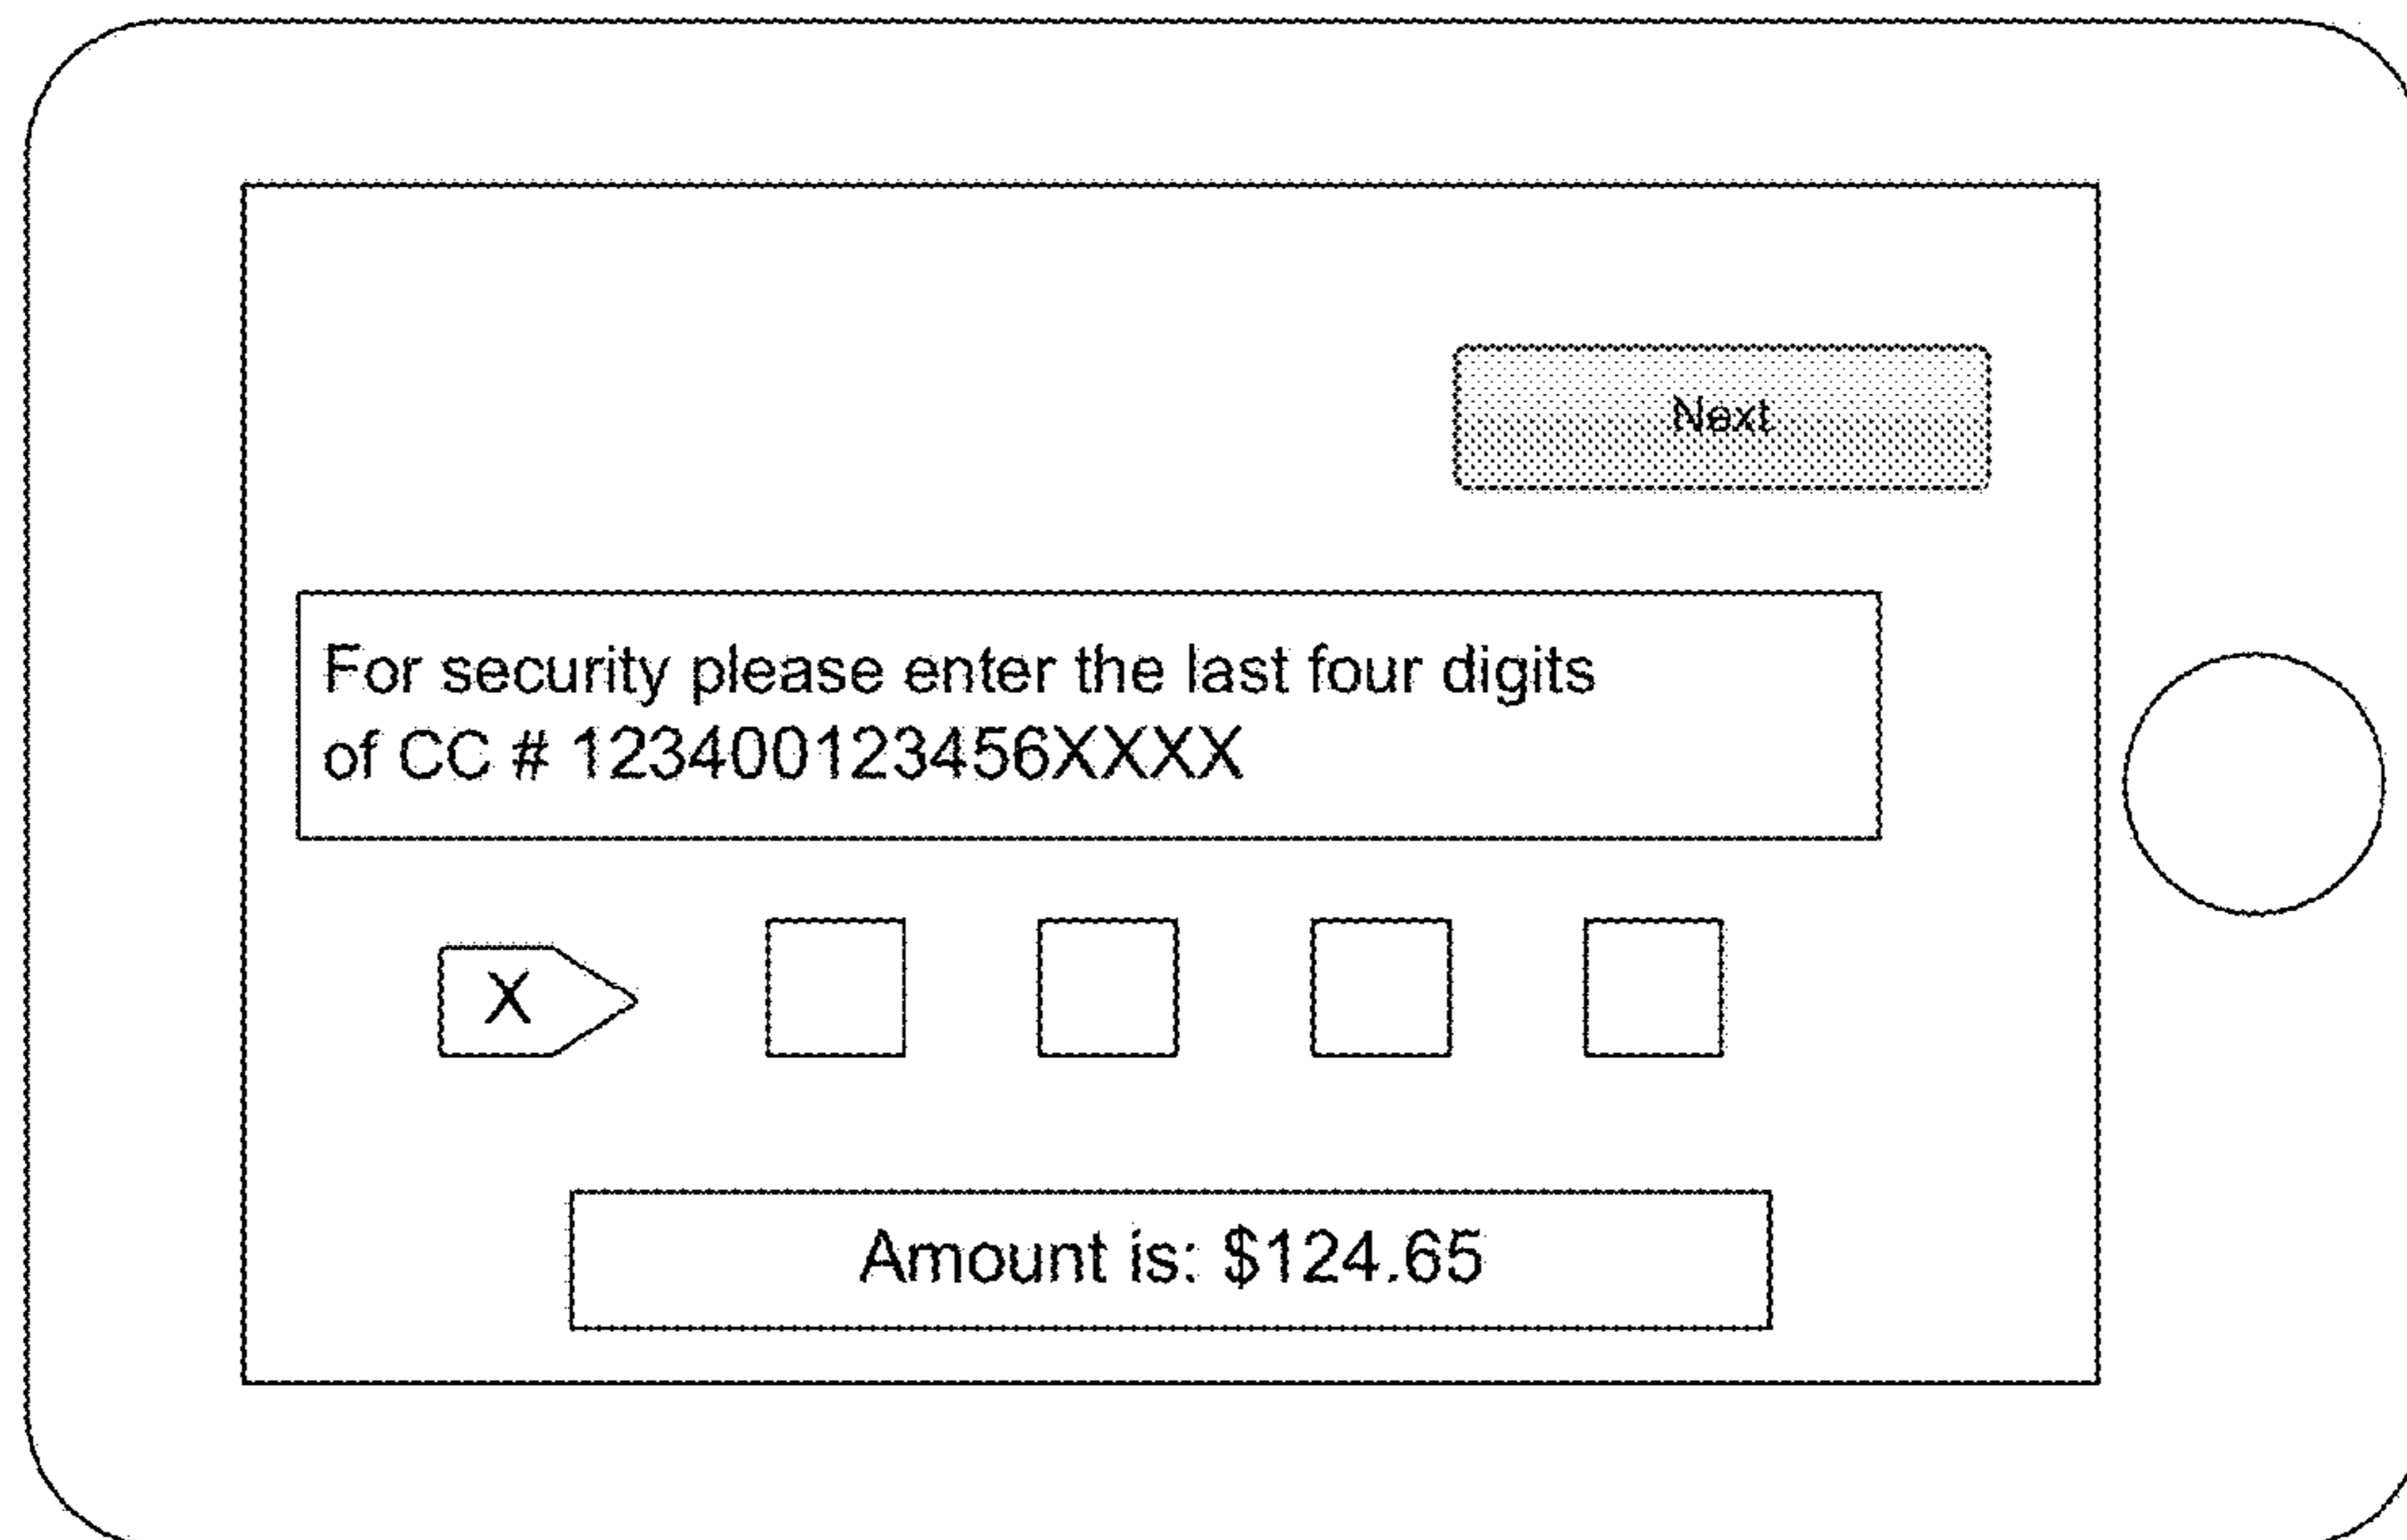 Next
For security please enter the last four digits
of CC # 123400123456XXXX
X
Amount is: $124.65